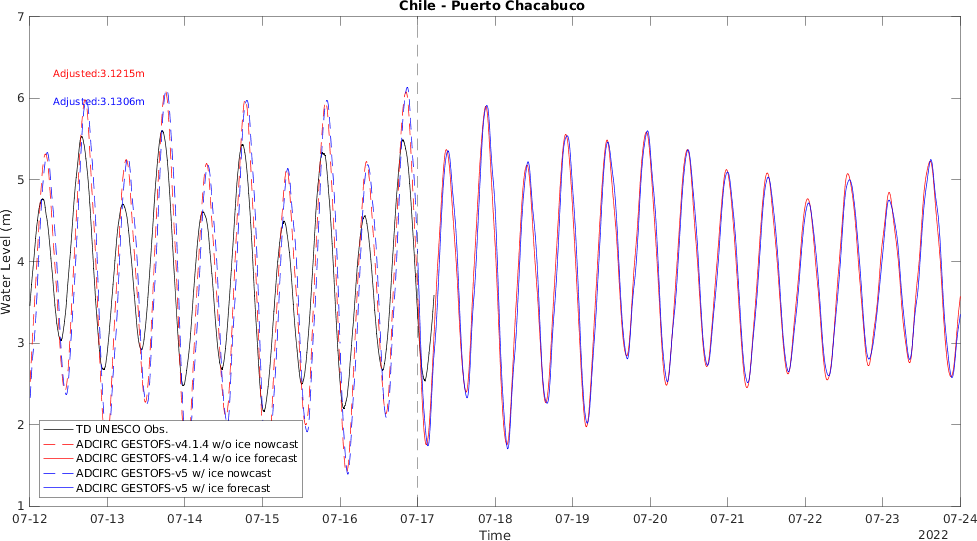 Chile - Puerto Chacabuco
7
6
5
4
3
2
1
Water Level (m)
Adjusted:3.1215m
Adjusted:3.1306m
TD UNESCO Obs.
ADCIRC GESTOFS-v4.1.4 w/o ice nowcast
ADCIRC GESTOFS-v4.1.4 w/o ice forecast
ADCIRC GESTOFS-v5 w/ ice nowcast
ADCIRC GESTOFS-v5 w/ ice forecast
07-12 07-13 07-14 07-15 07-16 07-17 07-18 07-19 07-20 07-21 07-22 07-23 07-24
Time
2022